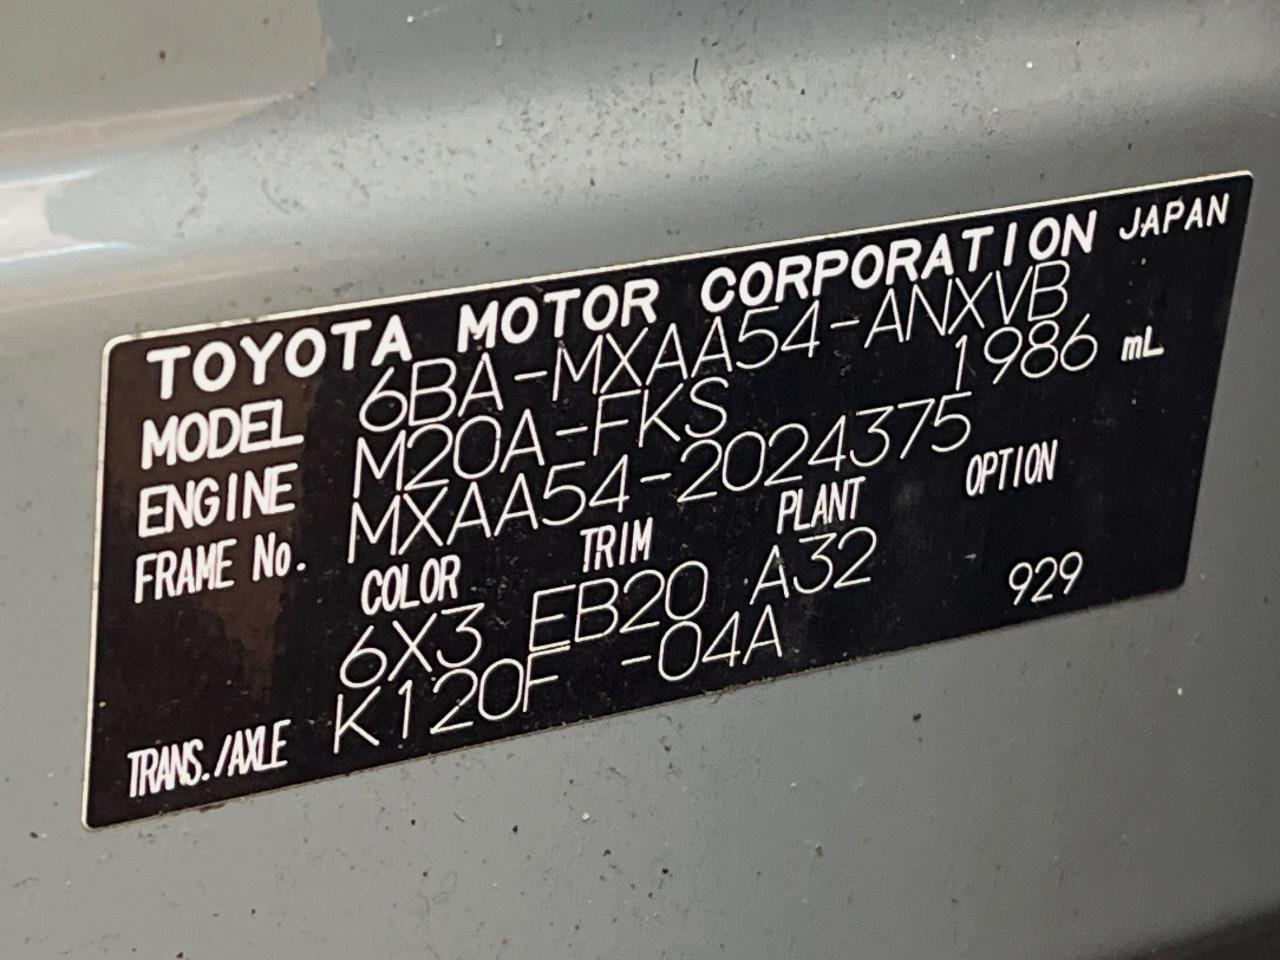 TOYOTA MOTOR CORPORATION JAPAN
MODEL 6BA-MXAA54-ANXVB
ENGINE M20A-FKS 1986 mL
FRAME No. MXAA54-2024375
COLOR TRIM PLANT OPTION
6X3 EB20 A32
TRANS./AXLE K120F -04A 929